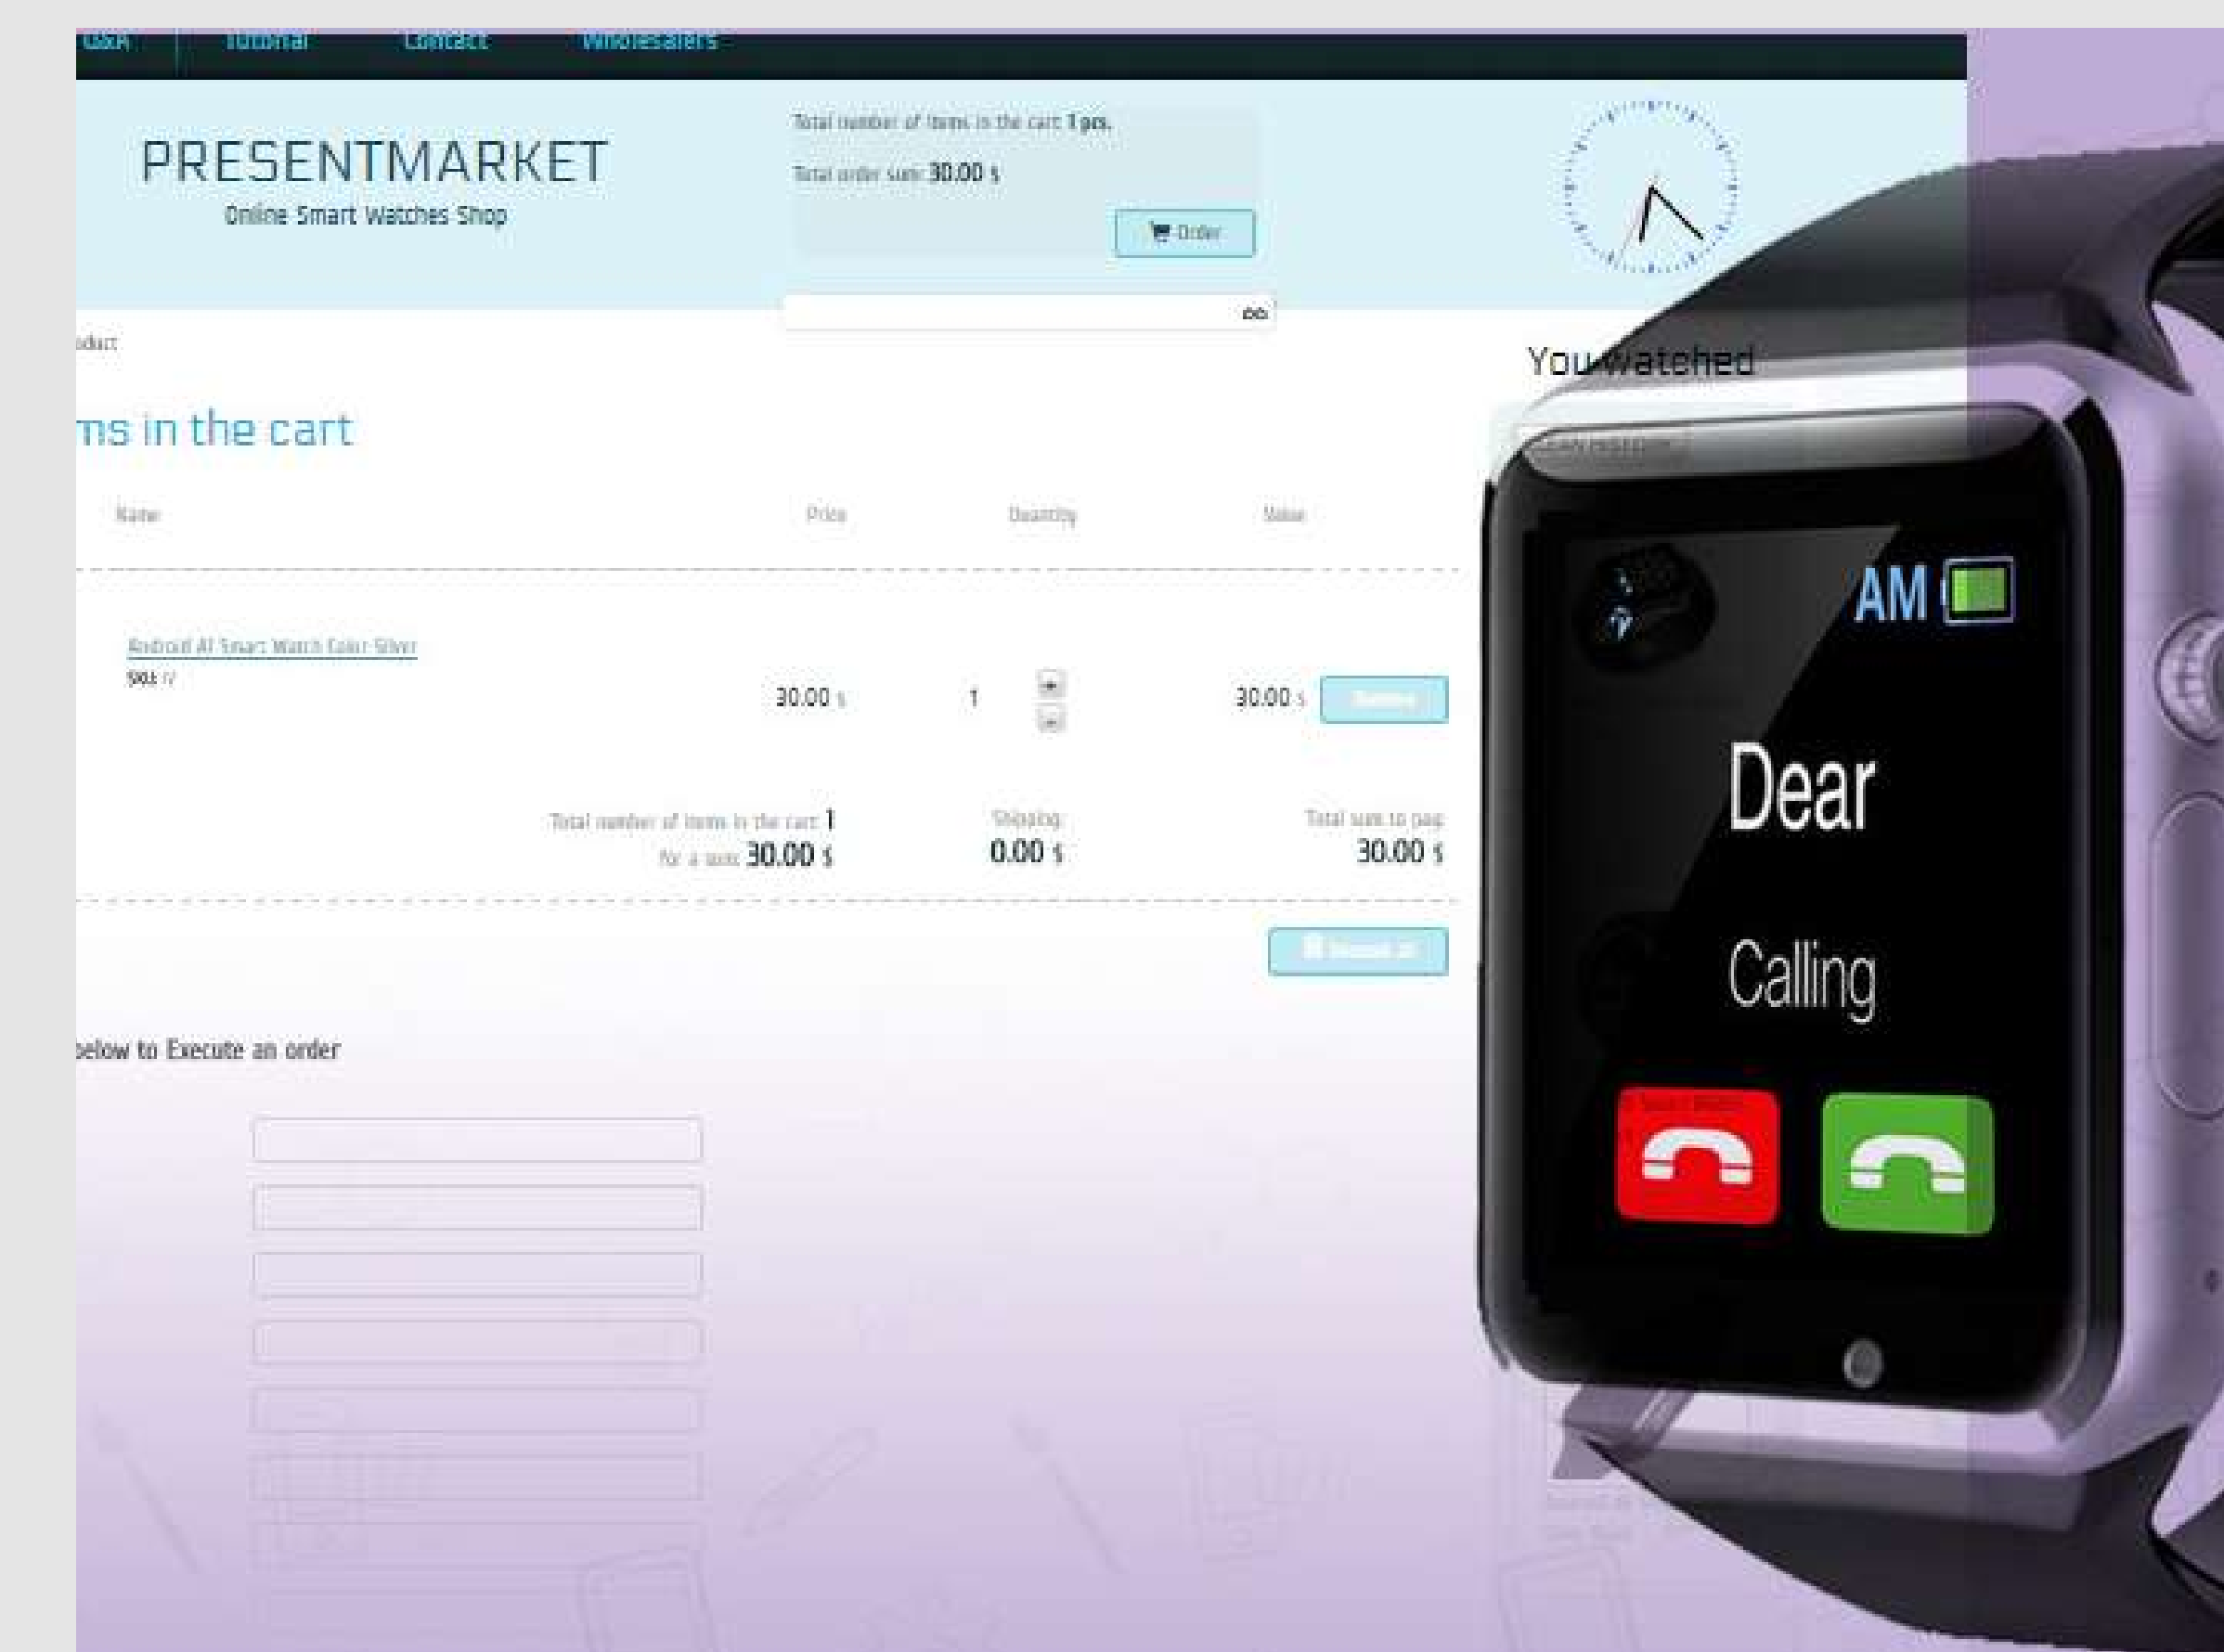 Q&A Tutorial Contact Wholesalers
PRESENTMARKET
Online Smart Watches Shop
Total number of items in the cart: 1 pcs.
Total order sum: 30.00 $
Order
oduct
You watched
ms in the cart
Name Price Quantity Value
Android A1 Smart Watch Color Silver
SKU:
30.00 $ 1 + - 30.00 $
Total number of items in the cart: 1
for a sum: 30.00 $
Shipping:
0.00 $
Total sum to pay:
30.00 $
below to Execute an order
AM
Dear
Calling